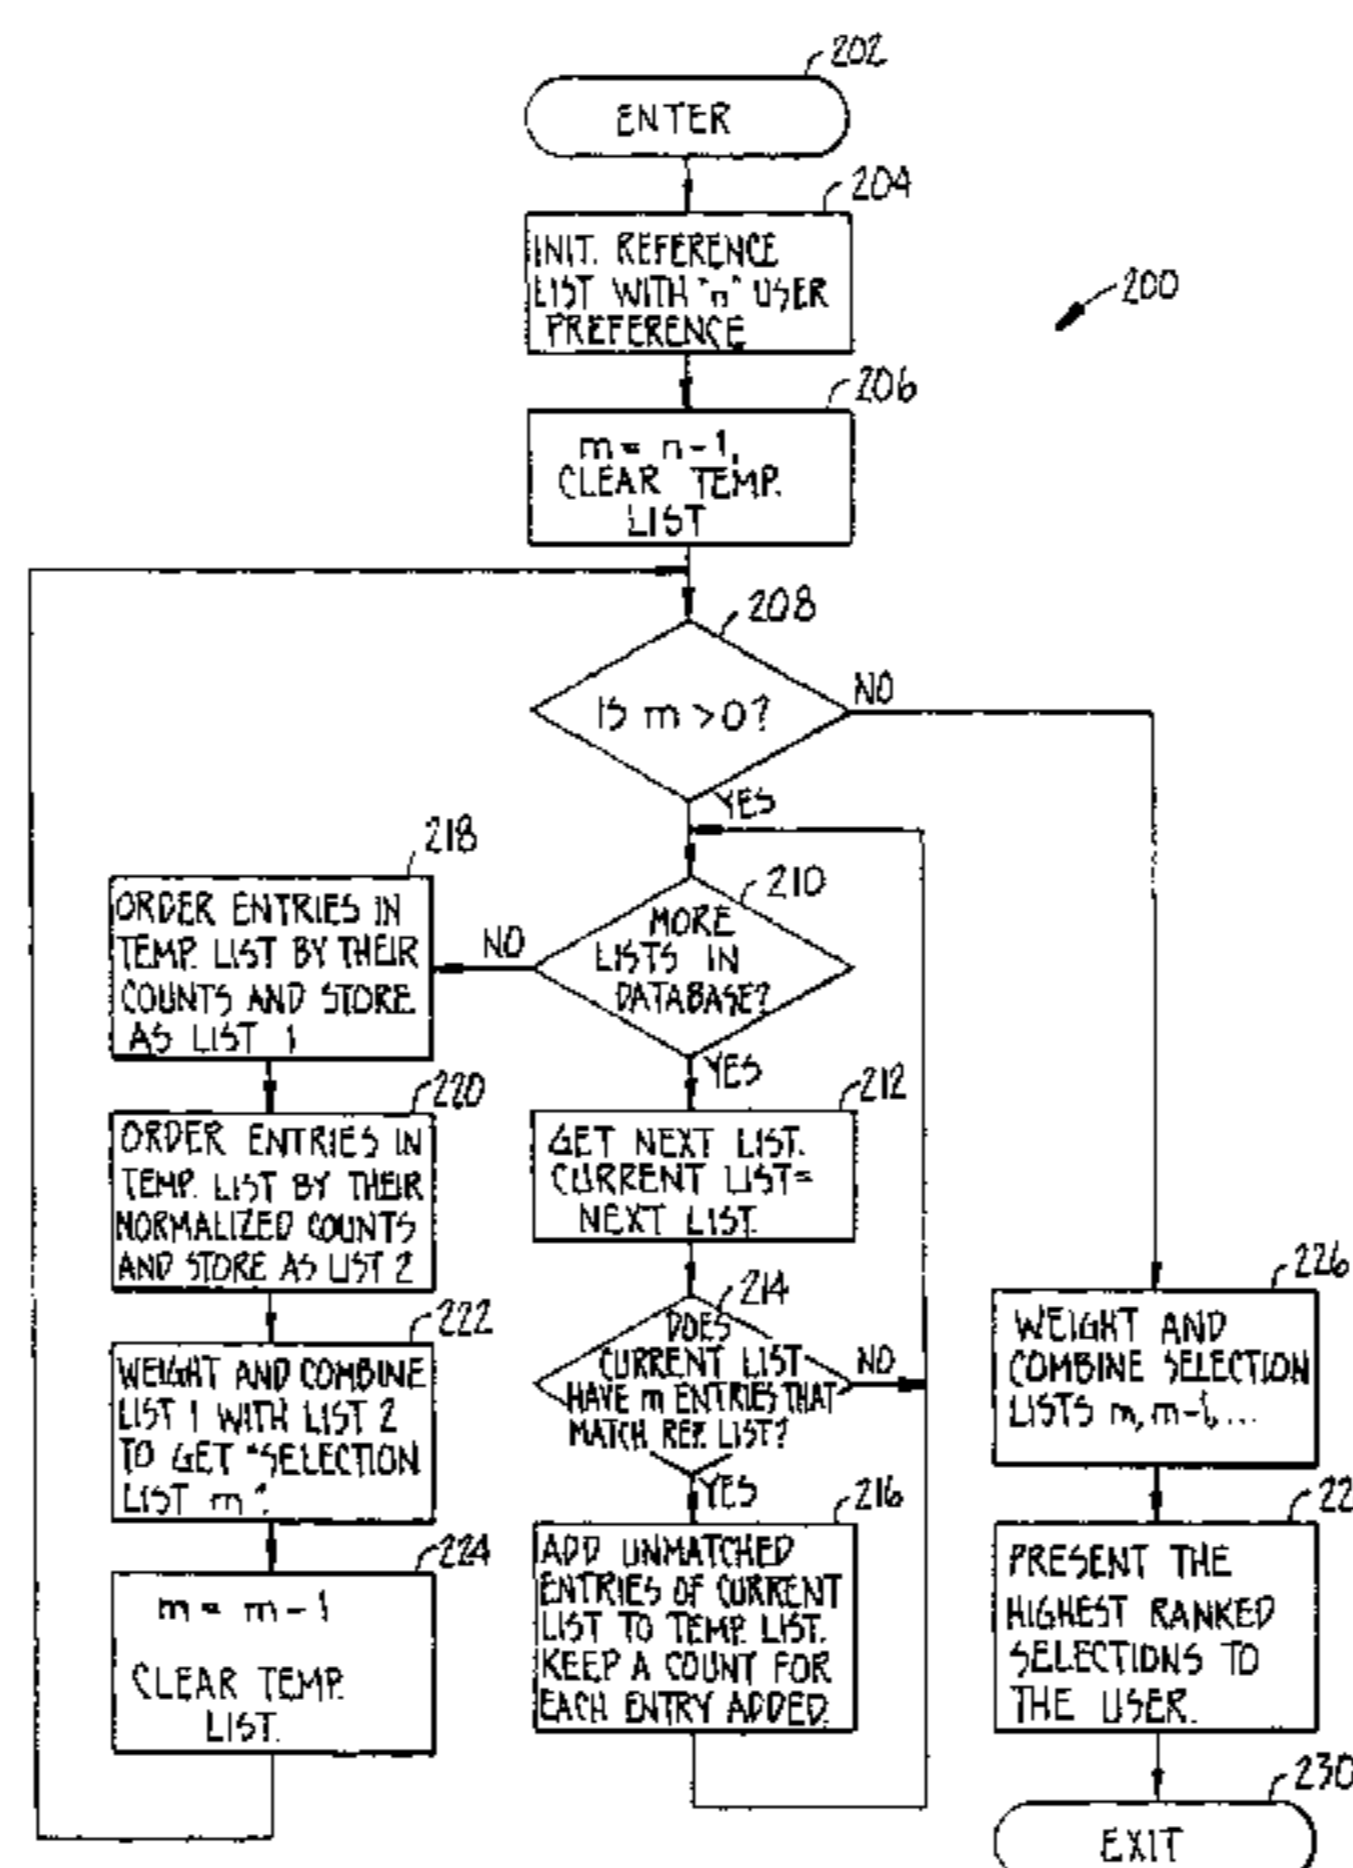 202
ENTER
204
INIT. REFERENCE
LIST WITH "n" USER
PREFERENCE
200
206
m = n - 1,
CLEAR TEMP.
LIST
208
IS m > 0?
NO
YES
218
ORDER ENTRIES IN
TEMP. LIST BY THEIR
COUNTS AND STORE
AS LIST 1
NO
210
MORE
LISTS IN
DATABASE?
YES
220
ORDER ENTRIES IN
TEMP. LIST BY THEIR
NORMALIZED COUNTS
AND STORE AS LIST 2
212
GET NEXT LIST.
CURRENT LIST =
NEXT LIST.
214
DOES
CURRENT LIST
HAVE m ENTRIES THAT
MATCH REF. LIST?
NO
YES
222
WEIGHT AND COMBINE
LIST 1 WITH LIST 2
TO GET "SELECTION
LIST m".
216
ADD UNMATCHED
ENTRIES OF CURRENT
LIST TO TEMP. LIST.
KEEP A COUNT FOR
EACH ENTRY ADDED.
224
m = m - 1
CLEAR TEMP.
LIST.
226
WEIGHT AND
COMBINE SELECTION
LISTS m, m-1, ...
22
PRESENT THE
HIGHEST RANKED
SELECTIONS TO
THE USER.
230
EXIT